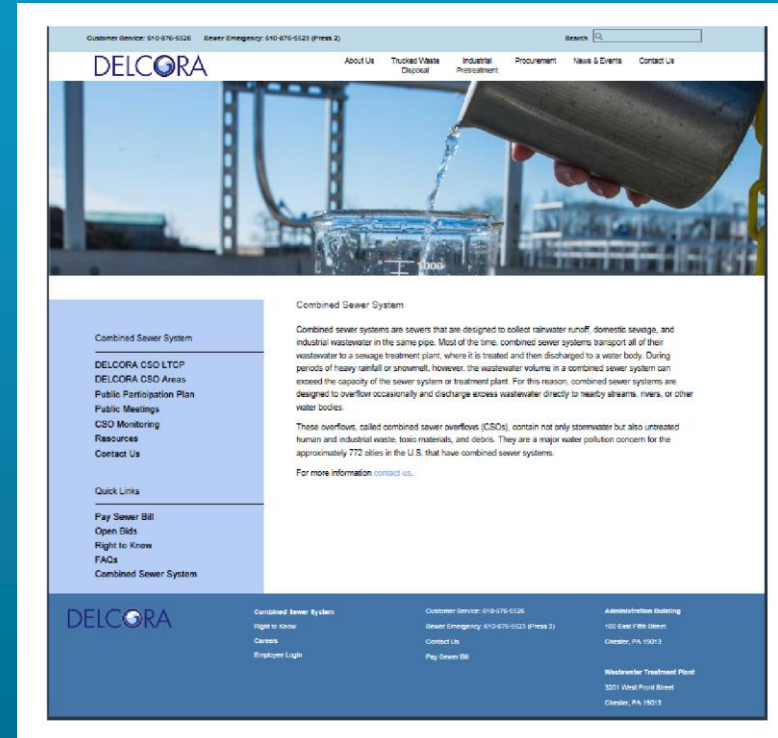 Customer Service: 610-876-5526 Sewer Emergency: 610-876-5523 (Press 2)
Search
DELCORA
About Us
Trucked Waste
Disposal
Industrial
Pretreatment
Procurement
News & Events
Contact Us
1000
Combined Sewer System
DELCORA CSO LTCP
DELCORA CSO Areas
Public Participation Plan
Public Meetings
CSO Monitoring
Resources
Contact Us
Quick Links
Pay Sewer Bill
Open Bids
Right to Know
FAQs
Combined Sewer System
Combined Sewer System
Combined sewer systems are sewers that are designed to collect rainwater runoff, domestic sewage, and
industrial wastewater in the same pipe. Most of the time, combined sewer systems transport all of their
wastewater to a sewage treatment plant, where it is treated and then discharged to a water body. During
periods of heavy rainfall or snowmelt, however, the wastewater volume in a combined sewer system can
exceed the capacity of the sewer system or treatment plant. For this reason, combined sewer systems are
designed to overflow occasionally and discharge excess wastewater directly to nearby streams, rivers, or other
water bodies.
These overflows, called combined sewer overflows (CSOs), contain not only stormwater but also untreated
human and industrial waste, toxic materials, and debris. They are a major water pollution concern for the
approximately 772 cities in the U.S. that have combined sewer systems.
For more information contact us.
DELCORA
Combined Sewer System
Right to Know
Careers
Employee Login
Customer Service: 610-876-5526
Sewer Emergency: 610-876-5523 (Press 2)
Contact Us
Pay Sewer Bill
Administration Building
100 East Fifth Street
Chester, PA 19013
Wastewater Treatment Plant
3201 West Front Street
Chester, PA 19013